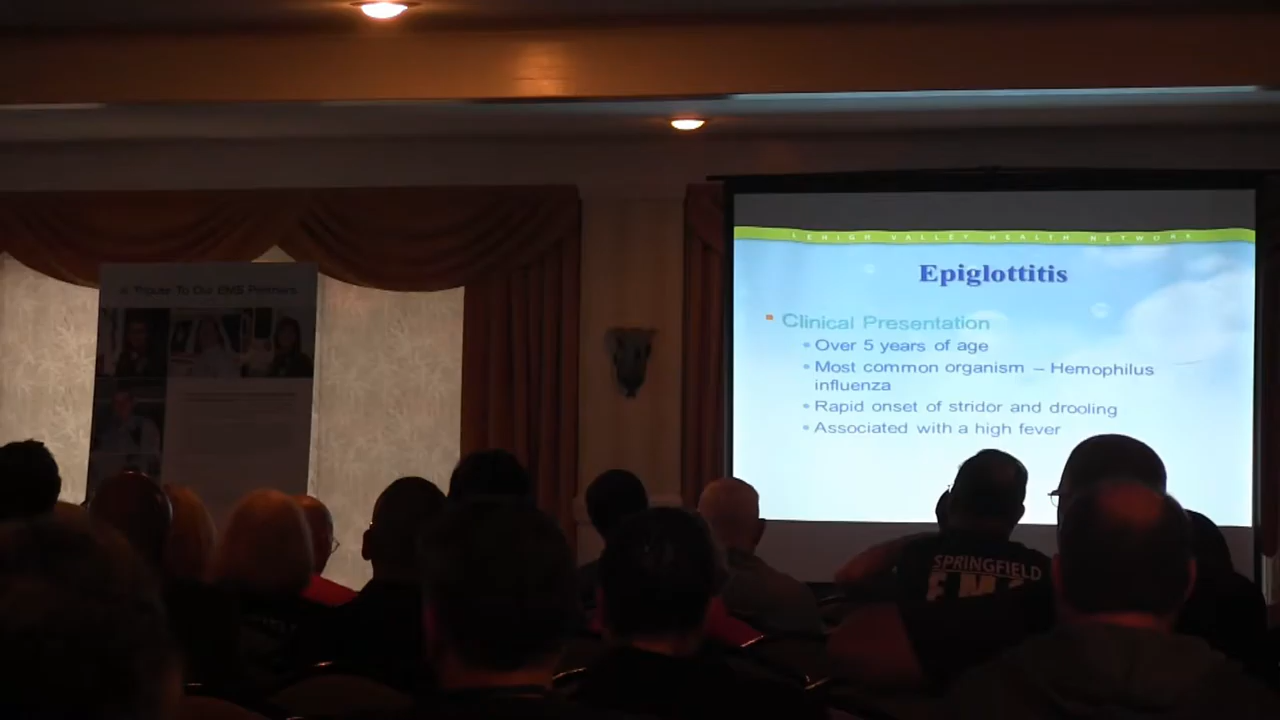 LEHIGH VALLEY HEALTH NETWORK
Epiglottitis
Clinical Presentation
Over 5 years of age
Most common organism – Hemophilus
influenza
Rapid onset of stridor and drooling
Associated with a high fever
A Tribute To Our EMS Partners
SPRINGFIELD
EMS